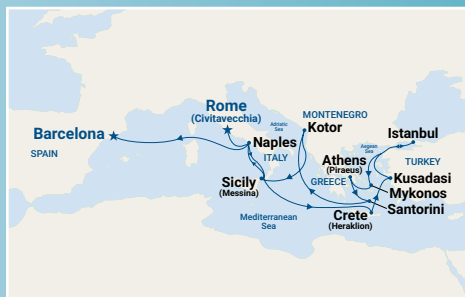 Rome
(Civitavecchia)
Adriatic
Sea
MONTENEGRO
Kotor
Barcelona
SPAIN
Naples
ITALY
Istanbul
Aegean
Sea
Athens
(Piraeus)
TURKEY
GREECE
Kusadasi
Sicily
(Messina)
Mykonos
Santorini
Mediterranean
Sea
Crete
(Heraklion)